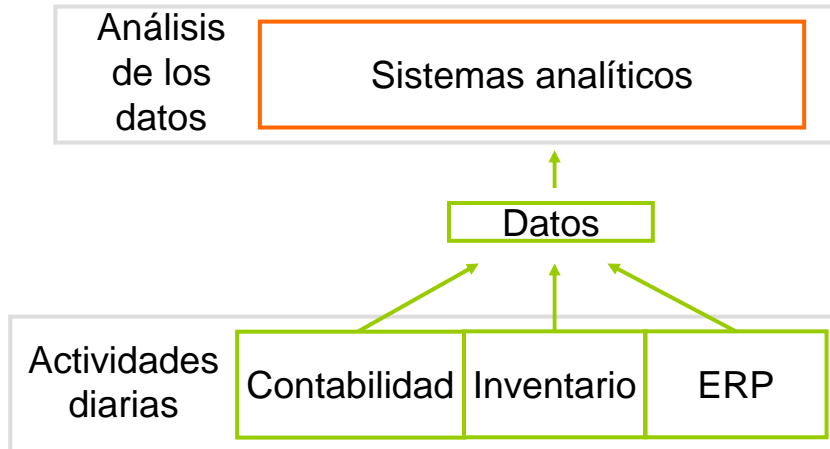 Análisis
de los
datos
Sistemas analíticos
Datos
Actividades
diarias
Contabilidad
Inventario
ERP